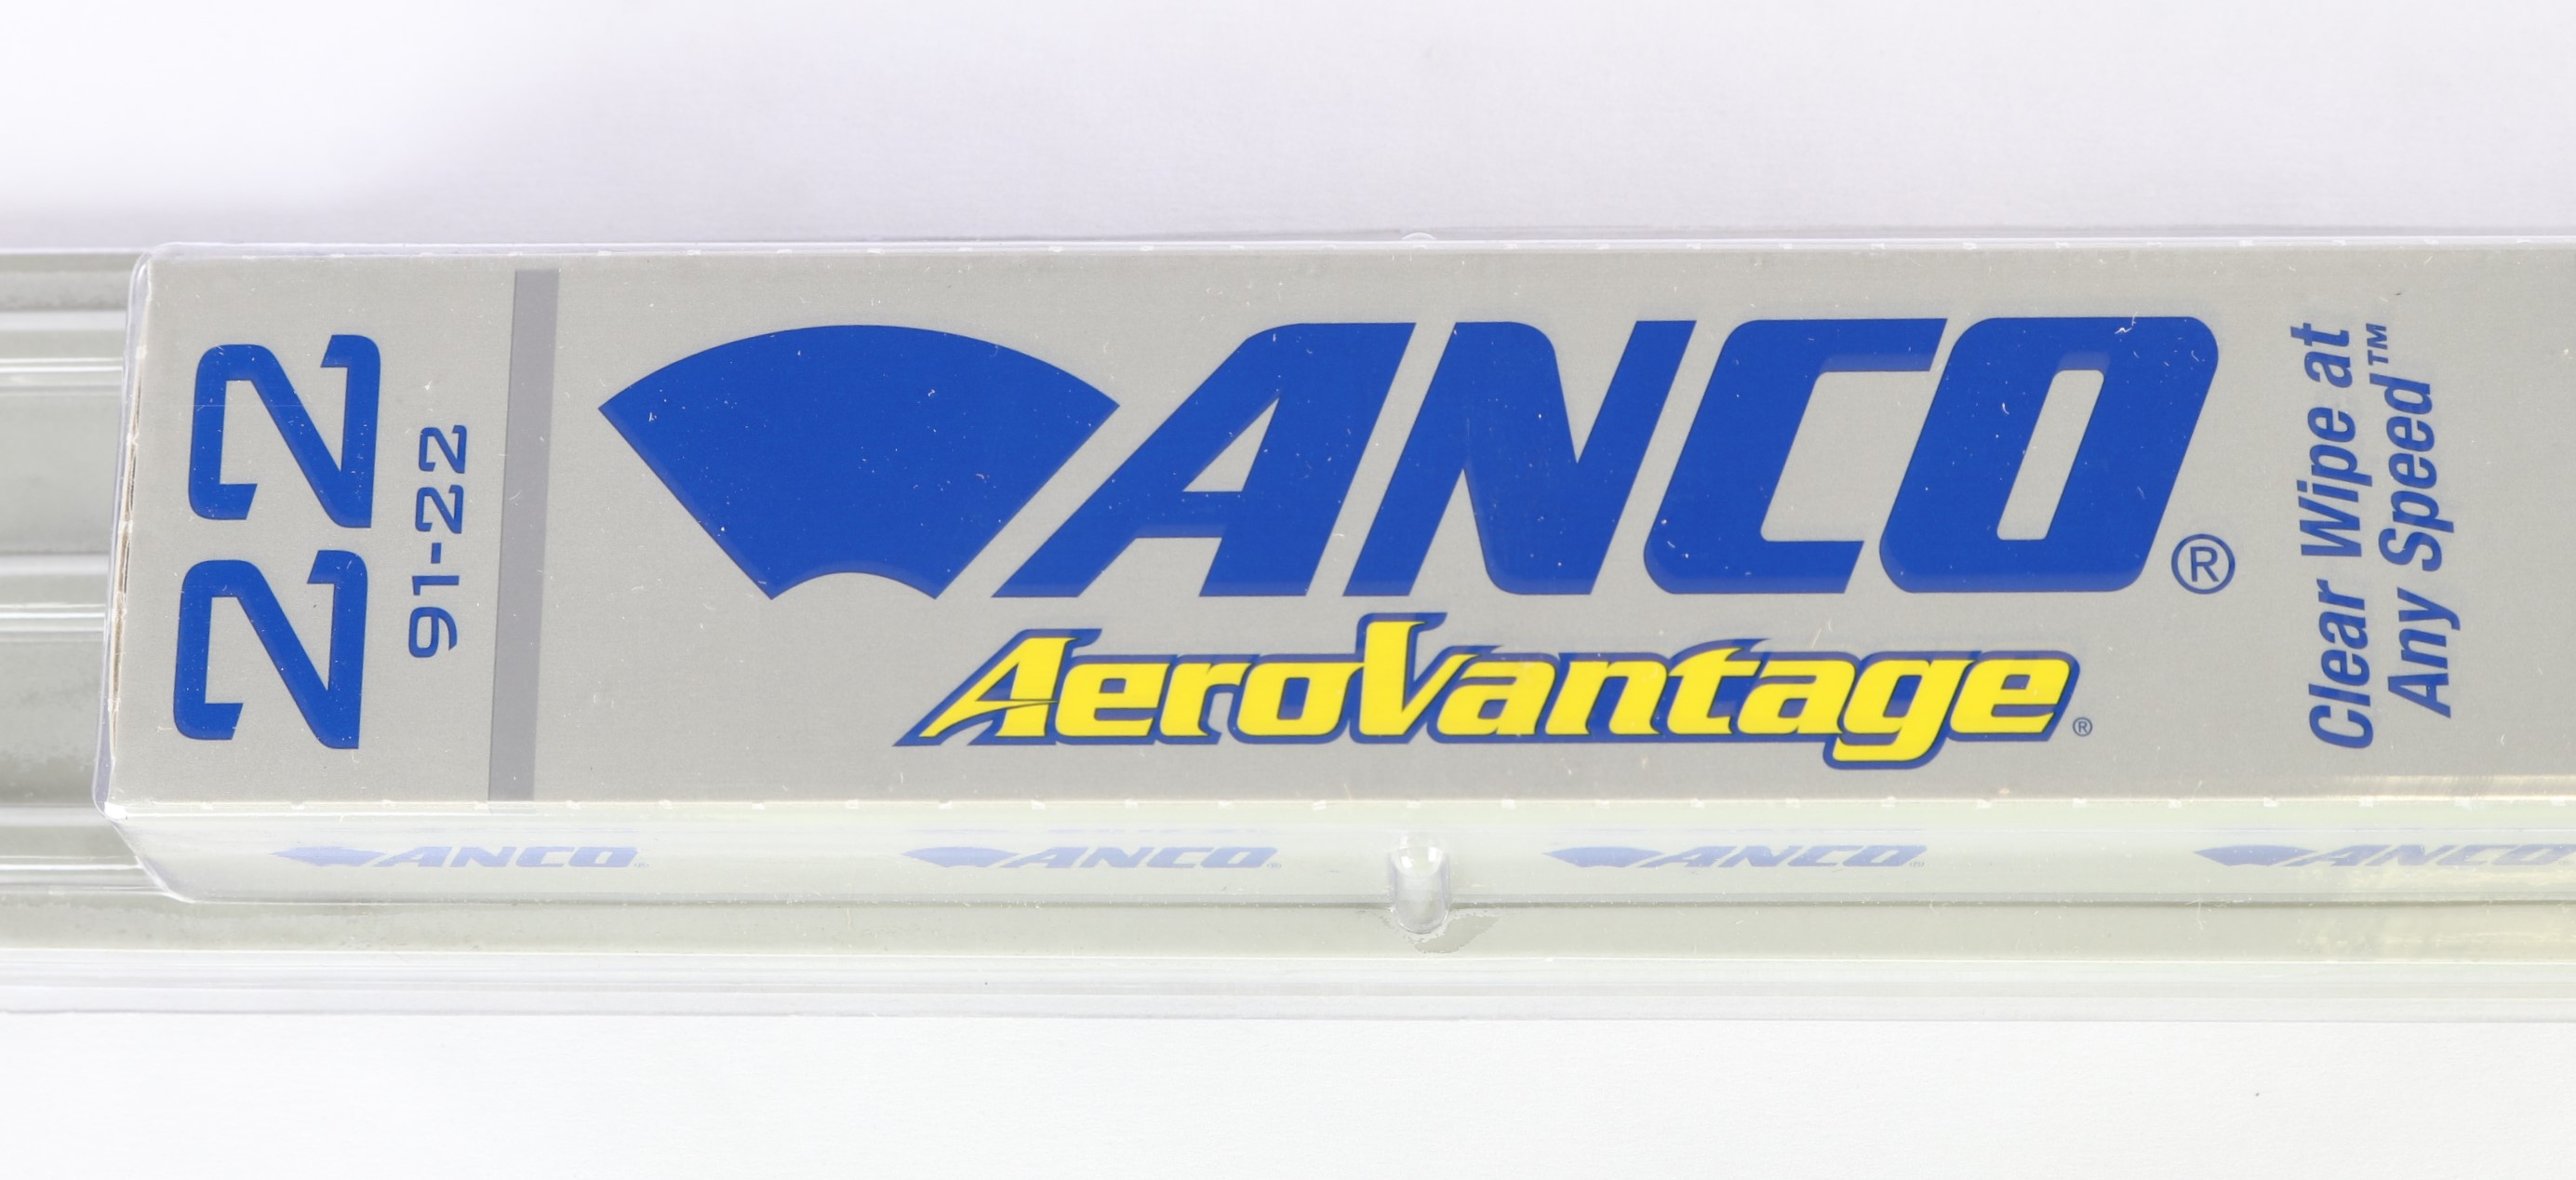 22
91-22
ANCO®
AeroVantage®
Clear Wipe at
Any Speed™
ANCO
ANCO
ANCO
ANCO